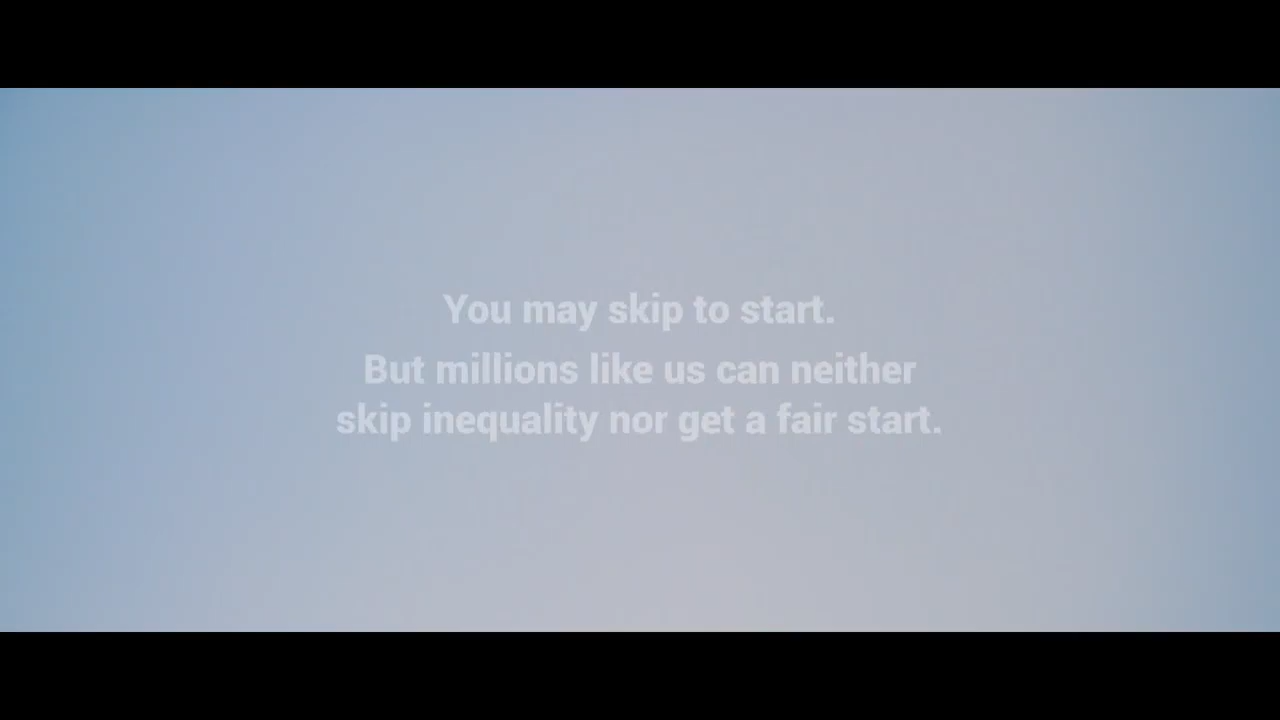 You may skip to start.
But millions like us can neither
skip inequality nor get a fair start.